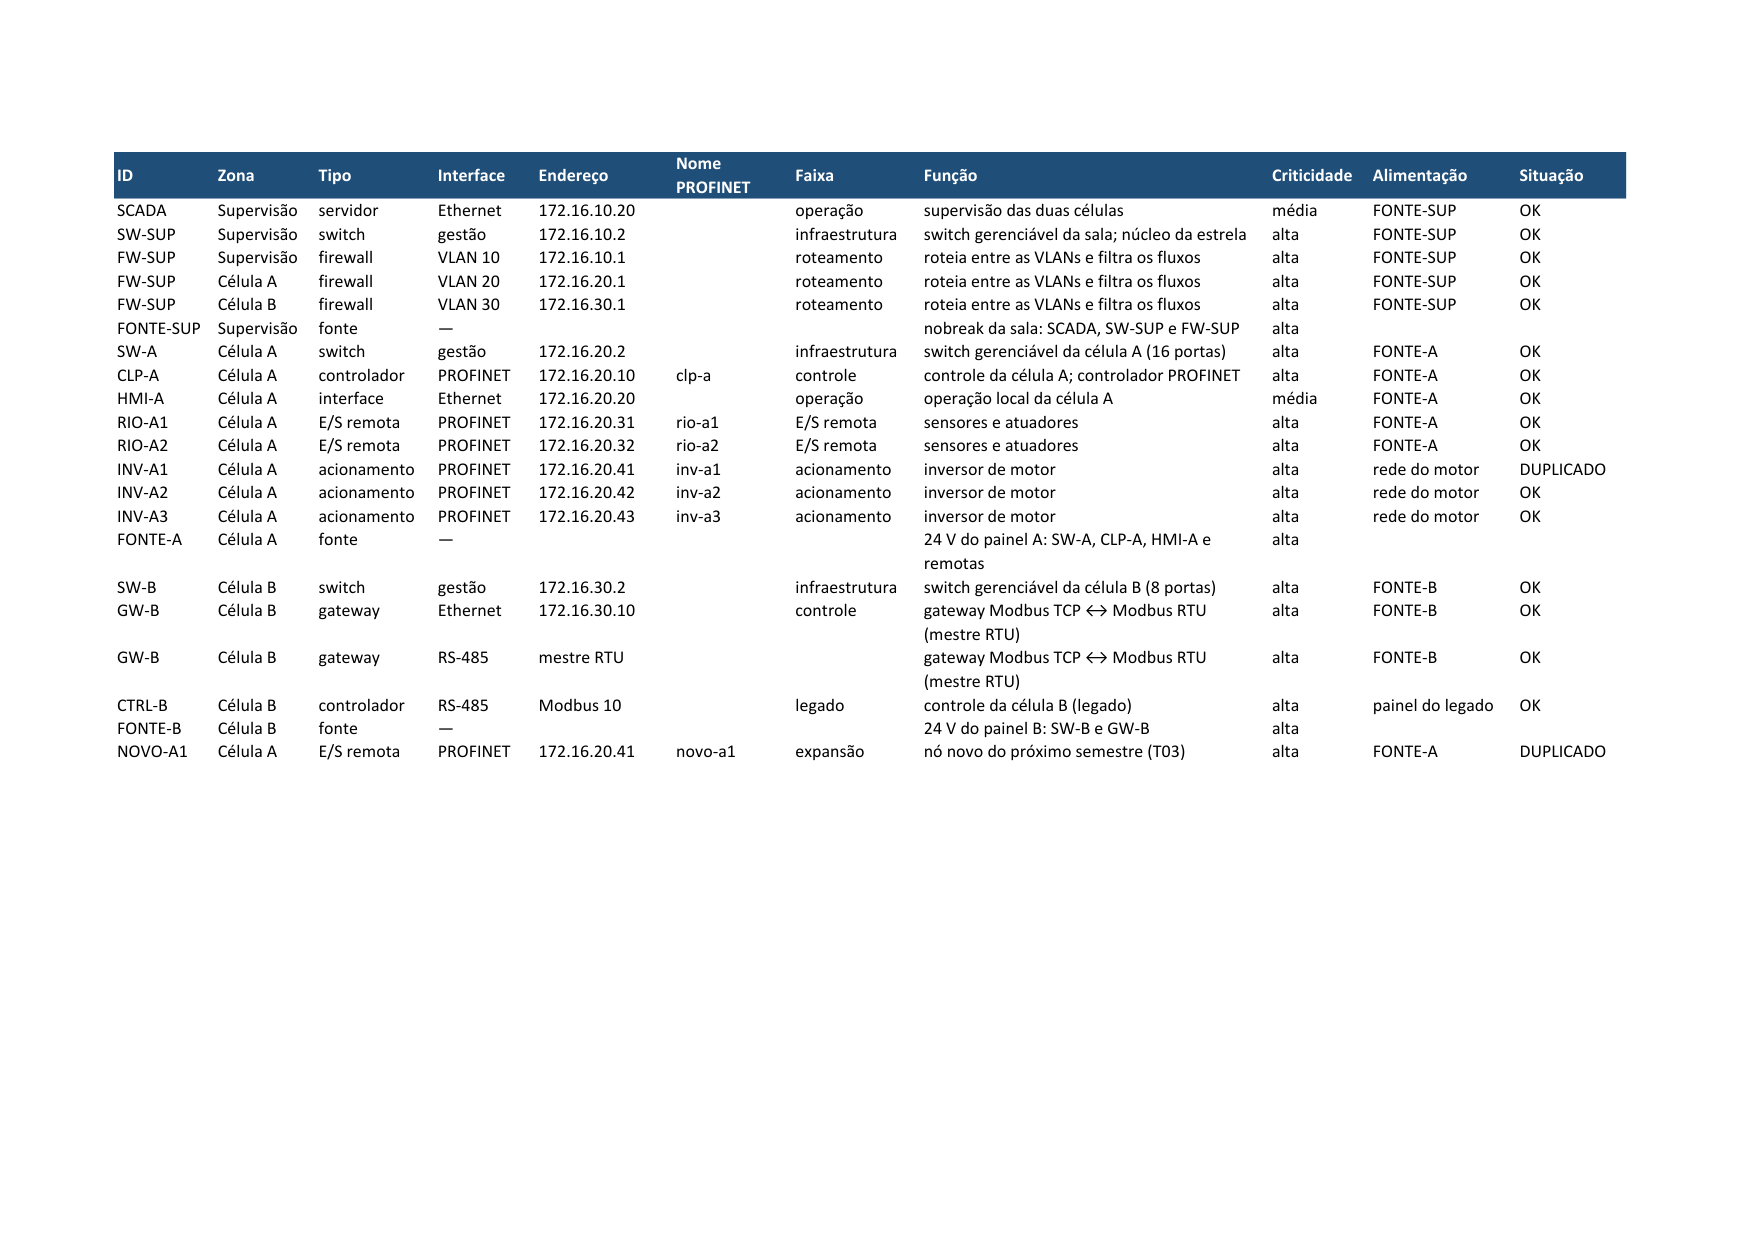 ID Zona Tipo Interface Endereço Nome PROFINET Faixa Função Criticidade Alimentação Situação
SCADA Supervisão servidor Ethernet 172.16.10.20 operação supervisão das duas células média FONTE-SUP OK
SW-SUP Supervisão switch gestão 172.16.10.2 infraestrutura switch gerenciável da sala; núcleo da estrela alta FONTE-SUP OK
FW-SUP Supervisão firewall VLAN 10 172.16.10.1 roteamento roteia entre as VLANs e filtra os fluxos alta FONTE-SUP OK
FW-SUP Célula A firewall VLAN 20 172.16.20.1 roteamento roteia entre as VLANs e filtra os fluxos alta FONTE-SUP OK
FW-SUP Célula B firewall VLAN 30 172.16.30.1 roteamento roteia entre as VLANs e filtra os fluxos alta FONTE-SUP OK
FONTE-SUP Supervisão fonte — nobreak da sala: SCADA, SW-SUP e FW-SUP alta
SW-A Célula A switch gestão 172.16.20.2 infraestrutura switch gerenciável da célula A (16 portas) alta FONTE-A OK
CLP-A Célula A controlador PROFINET 172.16.20.10 clp-a controle controle da célula A; controlador PROFINET alta FONTE-A OK
HMI-A Célula A interface Ethernet 172.16.20.20 operação operação local da célula A média FONTE-A OK
RIO-A1 Célula A E/S remota PROFINET 172.16.20.31 rio-a1 E/S remota sensores e atuadores alta FONTE-A OK
RIO-A2 Célula A E/S remota PROFINET 172.16.20.32 rio-a2 E/S remota sensores e atuadores alta FONTE-A OK
INV-A1 Célula A acionamento PROFINET 172.16.20.41 inv-a1 acionamento inversor de motor alta rede do motor DUPLICADO
INV-A2 Célula A acionamento PROFINET 172.16.20.42 inv-a2 acionamento inversor de motor alta rede do motor OK
INV-A3 Célula A acionamento PROFINET 172.16.20.43 inv-a3 acionamento inversor de motor alta rede do motor OK
FONTE-A Célula A fonte — 24 V do painel A: SW-A, CLP-A, HMI-A e alta
remotas
SW-B Célula B switch gestão 172.16.30.2 infraestrutura switch gerenciável da célula B (8 portas) alta FONTE-B OK
GW-B Célula B gateway Ethernet 172.16.30.10 controle gateway Modbus TCP ↔ Modbus RTU alta FONTE-B OK
(mestre RTU)
GW-B Célula B gateway RS-485 mestre RTU gateway Modbus TCP ↔ Modbus RTU alta FONTE-B OK
(mestre RTU)
CTRL-B Célula B controlador RS-485 Modbus 10 legado controle da célula B (legado) alta painel do legado OK
FONTE-B Célula B fonte — 24 V do painel B: SW-B e GW-B alta
NOVO-A1 Célula A E/S remota PROFINET 172.16.20.41 novo-a1 expansão nó novo do próximo semestre (T03) alta FONTE-A DUPLICADO